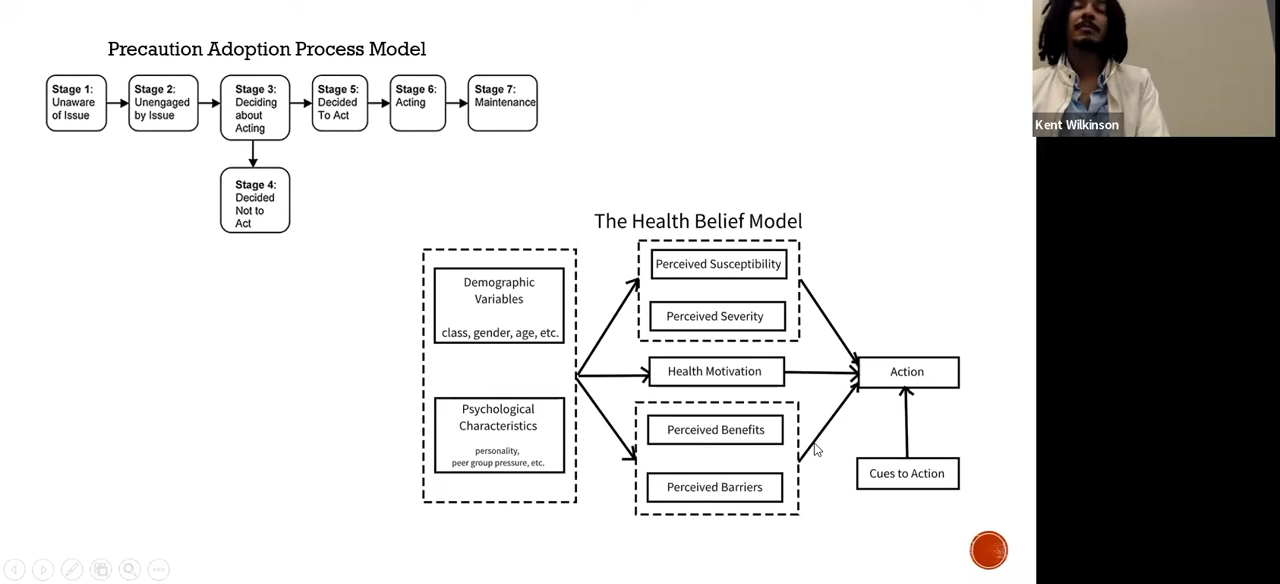 Precaution Adoption Process Model
Stage 1:
Unaware
of Issue
Stage 2:
Unengaged
by Issue
Stage 3:
Deciding
about
Acting
Stage 5:
Decided
To Act
Stage 6:
Acting
Stage 7:
Maintenance
Stage 4:
Decided
Not to
Act
Kent Wilkinson
The Health Belief Model
Demographic
Variables
class, gender, age, etc.
Psychological
Characteristics
personality,
peer group pressure, etc.
Perceived Susceptibility
Perceived Severity
Health Motivation
Perceived Benefits
Perceived Barriers
Action
Cues to Action